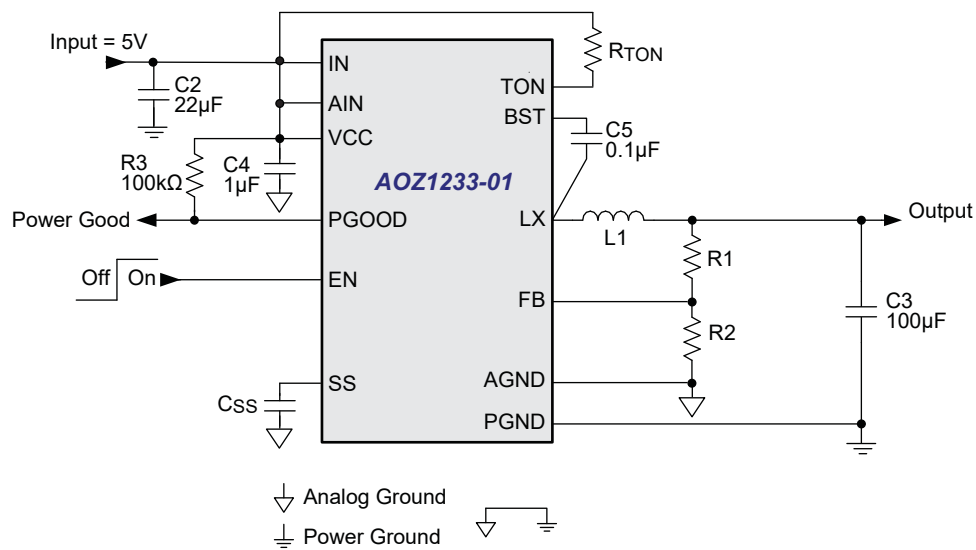 Input = 5V
C2
22µF
IN
AIN
VCC
R3
100kΩ
C4
1µF
Power Good
PGOOD
Off
On
EN
SS
CSS
AOZ1233-01
RTON
TON
BST
C5
0.1µF
LX
L1
Output
R1
FB
R2
C3
100µF
AGND
PGND
Analog Ground
Power Ground